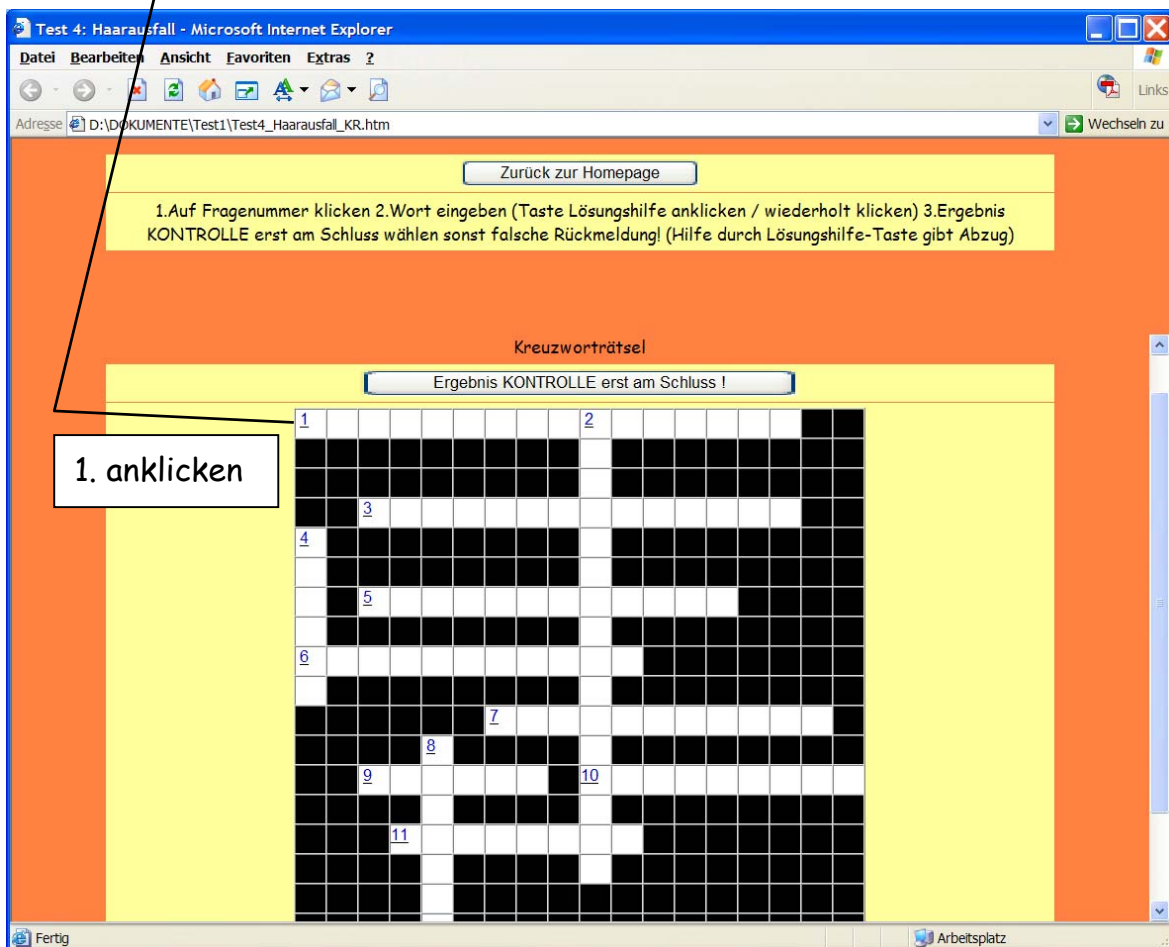 Test 4: Haarausfall - Microsoft Internet Explorer
Datei Bearbeiten Ansicht Favoriten Extras ?
Links
Adresse D:\DOKUMENTE\Test1\Test4_Haarausfall_KR.htm Wechseln zu
Zurück zur Homepage
1.Auf Fragenummer klicken 2.Wort eingeben (Taste Lösungshilfe anklicken / wiederholt klicken) 3.Ergebnis
KONTROLLE erst am Schluss wählen sonst falsche Rückmeldung! (Hilfe durch Lösungshilfe-Taste gibt Abzug)
Kreuzworträtsel
Ergebnis KONTROLLE erst am Schluss !
1 2
1. anklicken
3
4
5
6
7
8
9 10
11
Fertig Arbeitsplatz